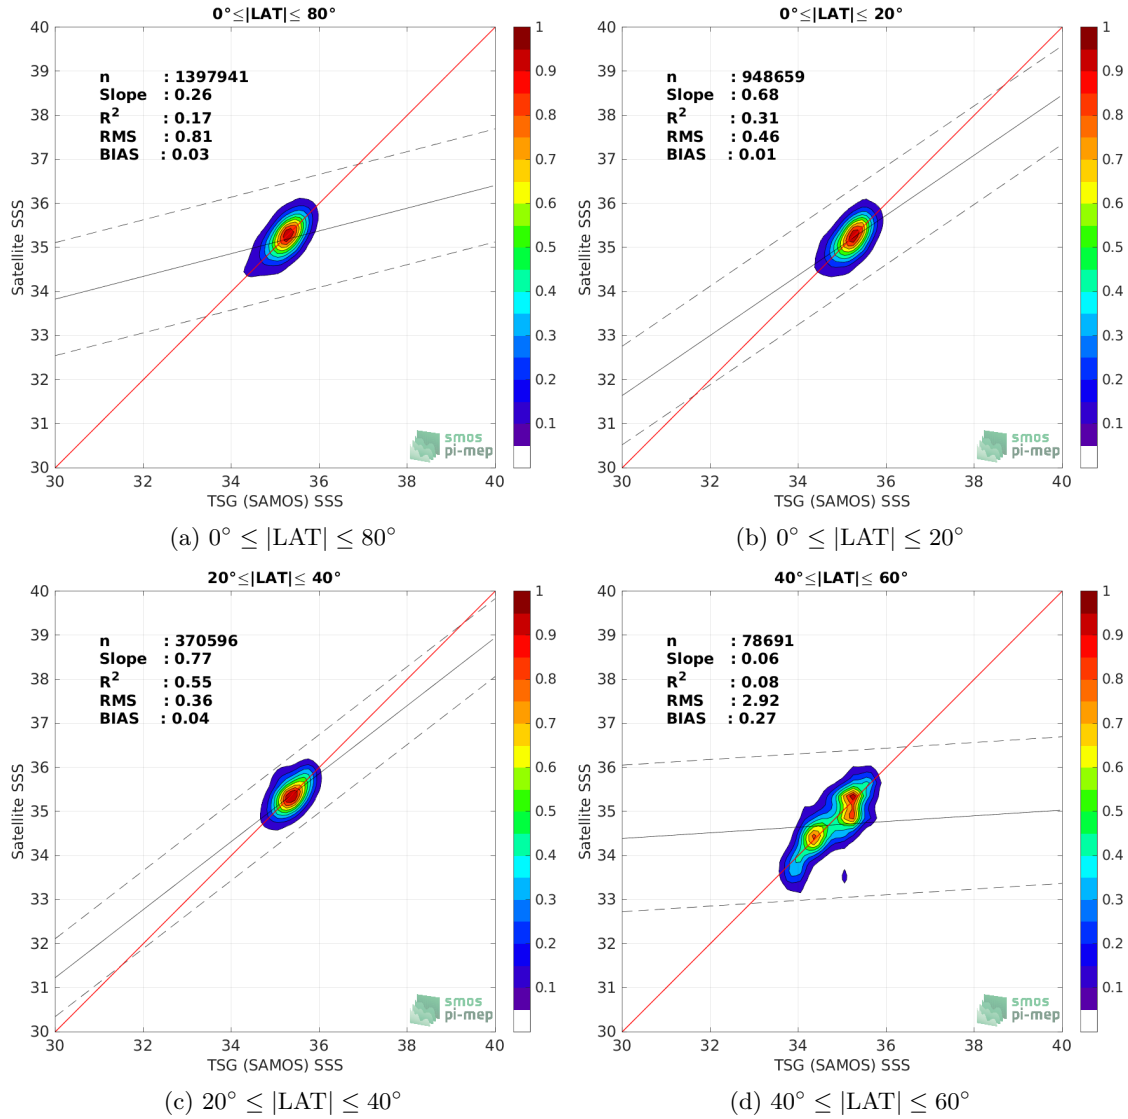 0°≤|LAT|≤ 80°
n : 1397941
Slope : 0.26
R² : 0.17
RMS : 0.81
BIAS : 0.03
Satellite SSS
40
39
38
37
36
35
34
33
32
31
30
30 32 34 36 38 40
TSG (SAMOS) SSS
1
0.9
0.8
0.7
0.6
0.5
0.4
0.3
0.2
0.1
smos
pi-mep
(a) 0° ≤ |LAT| ≤ 80°
0°≤|LAT|≤ 20°
n : 948659
Slope : 0.68
R² : 0.31
RMS : 0.46
BIAS : 0.01
Satellite SSS
40
39
38
37
36
35
34
33
32
31
30
30 32 34 36 38 40
TSG (SAMOS) SSS
1
0.9
0.8
0.7
0.6
0.5
0.4
0.3
0.2
0.1
smos
pi-mep
(b) 0° ≤ |LAT| ≤ 20°
20°≤|LAT|≤ 40°
n : 370596
Slope : 0.77
R² : 0.55
RMS : 0.36
BIAS : 0.04
Satellite SSS
40
39
38
37
36
35
34
33
32
31
30
30 32 34 36 38 40
TSG (SAMOS) SSS
1
0.9
0.8
0.7
0.6
0.5
0.4
0.3
0.2
0.1
smos
pi-mep
(c) 20° ≤ |LAT| ≤ 40°
40°≤|LAT|≤ 60°
n : 78691
Slope : 0.06
R² : 0.08
RMS : 2.92
BIAS : 0.27
Satellite SSS
40
39
38
37
36
35
34
33
32
31
30
30 32 34 36 38 40
TSG (SAMOS) SSS
1
0.9
0.8
0.7
0.6
0.5
0.4
0.3
0.2
0.1
smos
pi-mep
(d) 40° ≤ |LAT| ≤ 60°